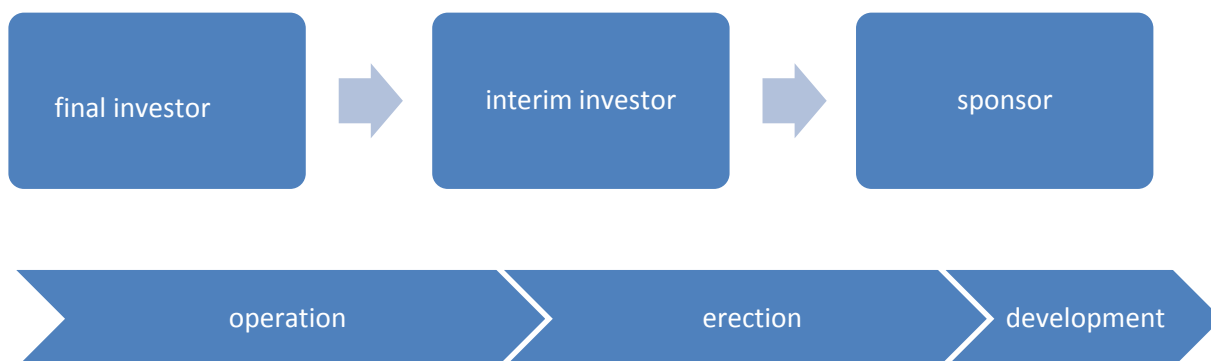 final investor
interim investor
sponsor
operation
erection
development